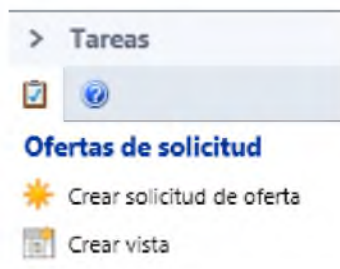 > Tareas
Ofertas de solicitud
Crear solicitud de oferta
Crear vista